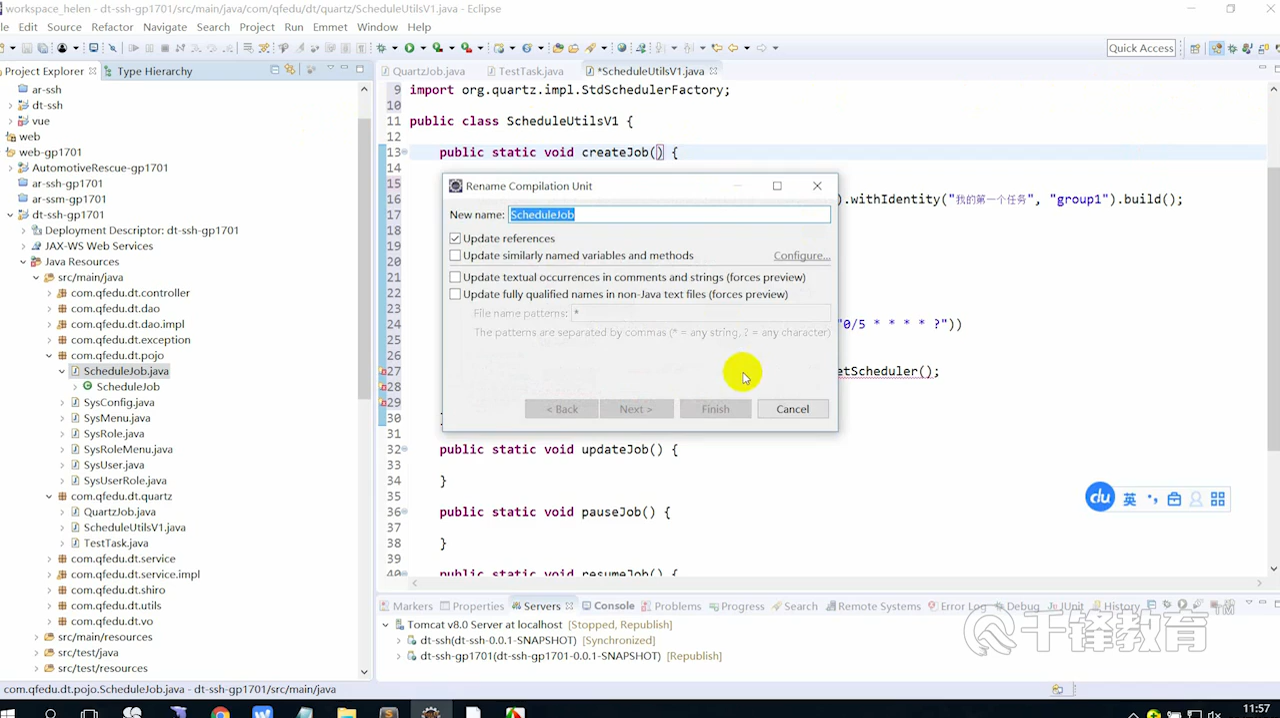 workspace_helen - dt-ssh-gp1701/src/main/java/com/qfedu/dt/quartz/ScheduleUtilsV1.java - Eclipse
le Edit Source Refactor Navigate Search Project Run Emmet Window Help
Quick Access
Project Explorer Type Hierarchy
ar-ssh
dt-ssh
vue
web
web-gp1701
AutomotiveRescue-gp1701
ar-ssh-gp1701
ar-ssm-gp1701
dt-ssh-gp1701
Deployment Descriptor: dt-ssh-gp1701
JAX-WS Web Services
Java Resources
src/main/java
com.qfedu.dt.controller
com.qfedu.dt.dao
com.qfedu.dt.dao.impl
com.qfedu.dt.exception
com.qfedu.dt.pojo
ScheduleJob.java
ScheduleJob
SysConfig.java
SysMenu.java
SysRole.java
SysRoleMenu.java
SysUser.java
SysUserRole.java
com.qfedu.dt.quartz
QuartzJob.java
ScheduleUtilsV1.java
TestTask.java
com.qfedu.dt.service
com.qfedu.dt.service.impl
com.qfedu.dt.shiro
com.qfedu.dt.utils
com.qfedu.dt.vo
src/main/resources
src/test/java
src/test/resources
QuartzJob.java TestTask.java *ScheduleUtilsV1.java
9 import org.quartz.impl.StdSchedulerFactory;
10
11 public class ScheduleUtilsV1 {
12
13 public static void createJob() {
14
15
16 ).withIdentity("我的第一个任务", "group1").build();
17
18
19
20
21
22
23
24 "0/5 * * * * ?"))
25
26
27 etScheduler();
28
29
30
31
32 public static void updateJob() {
33
34 }
35
36 public static void pauseJob() {
37
38 }
39
40 public static void resumeJob() {
Rename Compilation Unit
New name: ScheduleJob
Update references
Update similarly named variables and methods Configure...
Update textual occurrences in comments and strings (forces preview)
Update fully qualified names in non-Java text files (forces preview)
File name patterns: *
The patterns are separated by commas (* = any string, ? = any character)
< Back Next > Finish Cancel
du 英
Markers Properties Servers Console Problems Progress Search Remote Systems Error Log Debug JUnit History
Tomcat v8.0 Server at localhost [Stopped, Republish]
dt-ssh(dt-ssh-0.0.1-SNAPSHOT) [Synchronized]
dt-ssh-gp1701(dt-ssh-gp1701-0.0.1-SNAPSHOT) [Republish]
千锋教育 TM
com.qfedu.dt.pojo.ScheduleJob.java - dt-ssh-gp1701/src/main/java
11:57